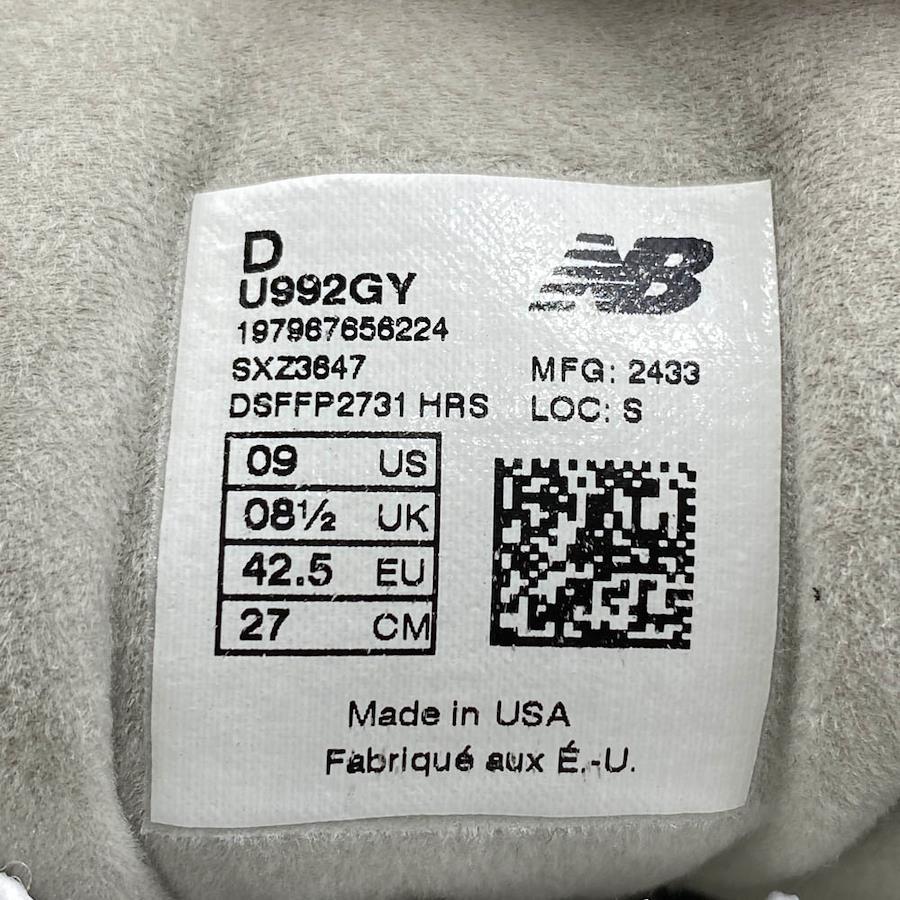 D
U992GY
197967656224
SXZ3647
DSFFP2731 HRS
NB
MFG: 2433
LOC: S
09 US
08½ UK
42.5 EU
27 CM
Made in USA
Fabriqué aux É.-U.